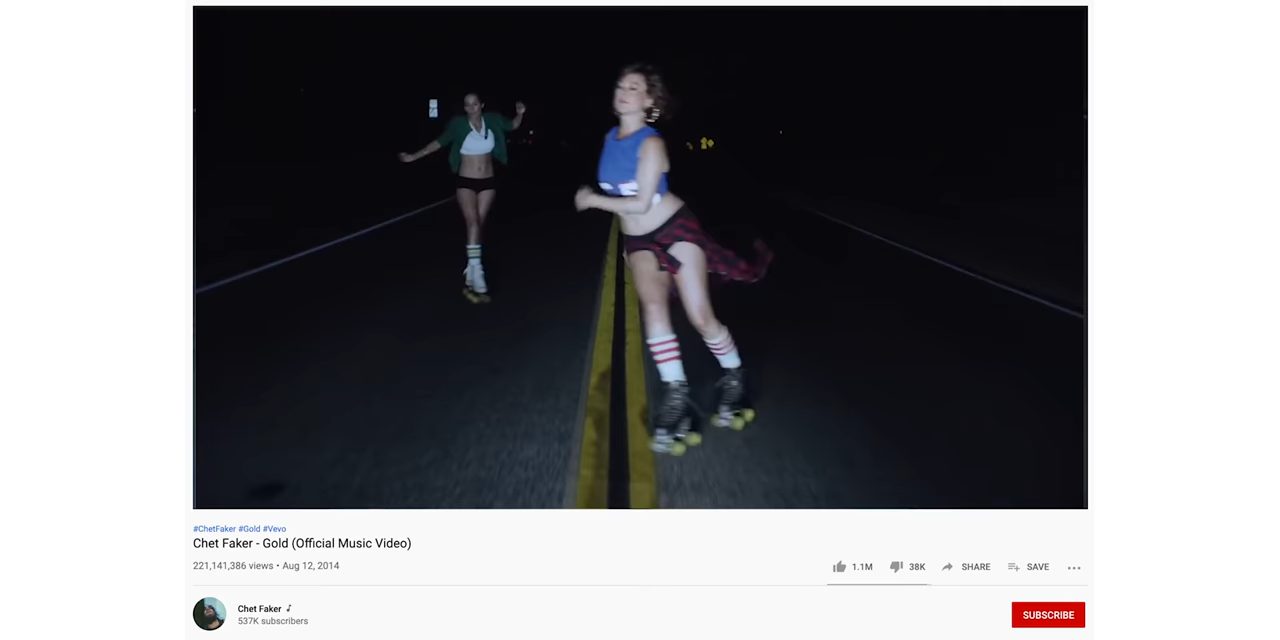 #ChetFaker #Gold #Vevo
Chet Faker - Gold (Official Music Video)
221,141,386 views • Aug 12, 2014
1.1M 38K SHARE SAVE
Chet Faker
537K subscribers
SUBSCRIBE